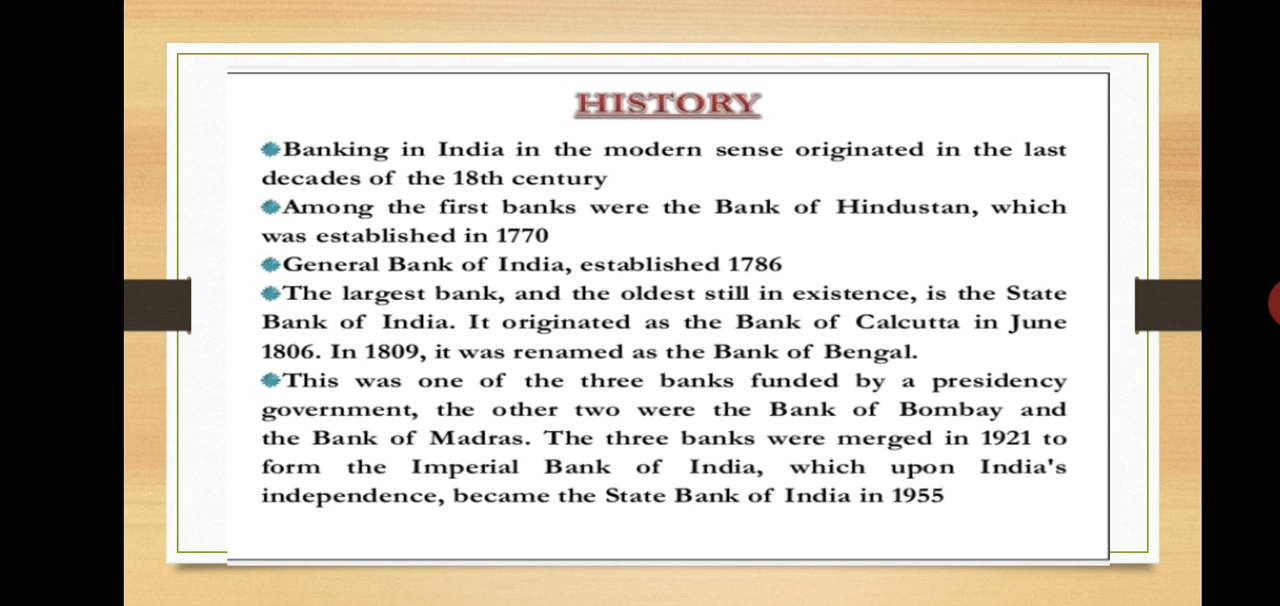 HISTORY
Banking in India in the modern sense originated in the last
decades of the 18th century
Among the first banks were the Bank of Hindustan, which
was established in 1770
General Bank of India, established 1786
The largest bank, and the oldest still in existence, is the State
Bank of India. It originated as the Bank of Calcutta in June
1806. In 1809, it was renamed as the Bank of Bengal.
This was one of the three banks funded by a presidency
government, the other two were the Bank of Bombay and
the Bank of Madras. The three banks were merged in 1921 to
form the Imperial Bank of India, which upon India's
independence, became the State Bank of India in 1955